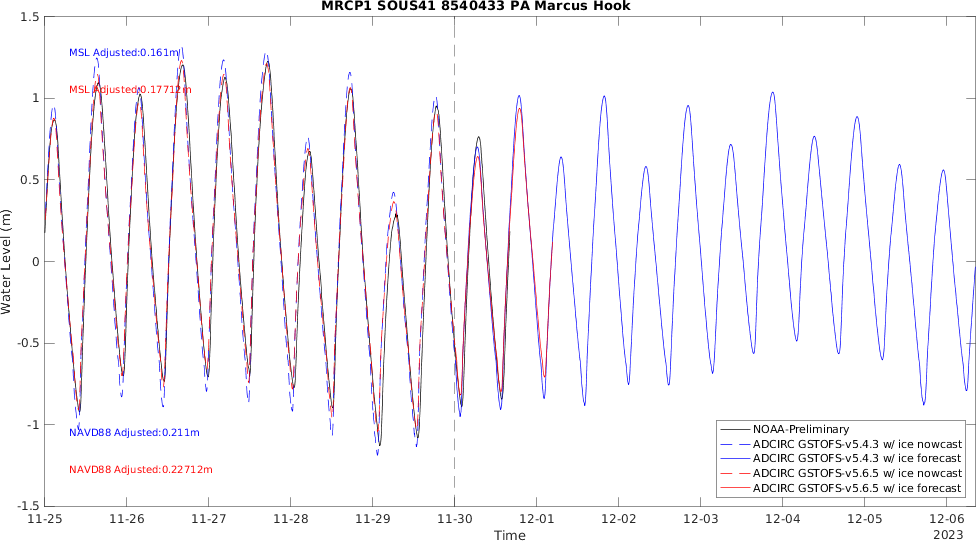 MRCP1 SOUS41 8540433 PA Marcus Hook
1.5
1
0.5
0
-0.5
-1
-1.5
Water Level (m)
MSL Adjusted:0.161m
MSL Adjusted:0.17712m
NAVD88 Adjusted:0.211m
NAVD88 Adjusted:0.22712m
NOAA-Preliminary
ADCIRC GSTOFS-v5.4.3 w/ ice nowcast
ADCIRC GSTOFS-v5.4.3 w/ ice forecast
ADCIRC GSTOFS-v5.6.5 w/ ice nowcast
ADCIRC GSTOFS-v5.6.5 w/ ice forecast
11-25 11-26 11-27 11-28 11-29 11-30 12-01 12-02 12-03 12-04 12-05 12-06
Time
2023